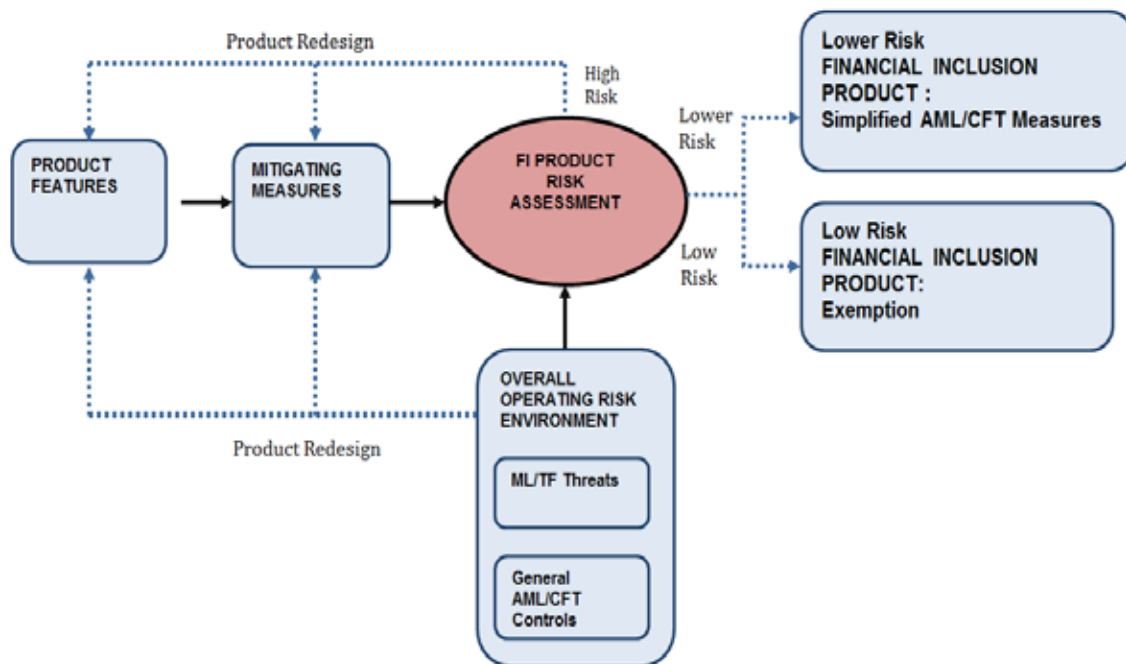 Product Redesign
High
Risk
Lower Risk
FINANCIAL INCLUSION
PRODUCT :
Simplified AML/CFT Measures
Lower
Risk
PRODUCT
FEATURES
MITIGATING
MEASURES
FI PRODUCT
RISK
ASSESSMENT
Low
Risk
Low Risk
FINANCIAL INCLUSION
PRODUCT:
Exemption
OVERALL
OPERATING RISK
ENVIRONMENT
Product Redesign
ML/TF Threats
General
AML/CFT
Controls